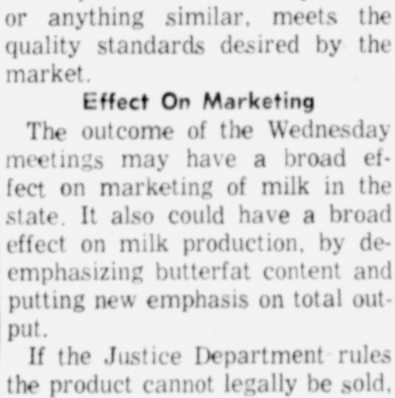 or anything similar, meets the
quality standards desired by the
market.
Effect On Marketing
The outcome of the Wednesday
meetings may have a broad ef-
fect on marketing of milk in the
state. It also could have a broad
effect on milk production, by de-
emphasizing butterfat content and
putting new emphasis on total out-
put.
If the Justice Department rules
the product cannot legally be sold,